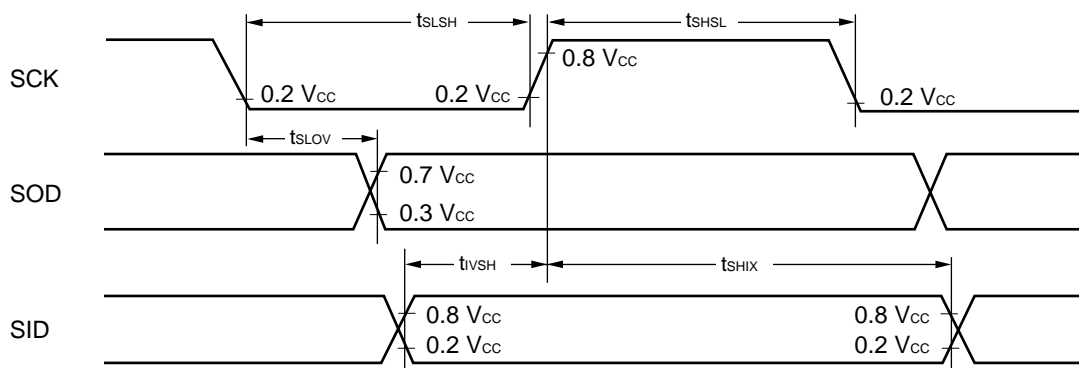 tSLSH tSHSL
SCK 0.2 VCC 0.2 VCC 0.8 VCC 0.2 VCC
tSLOV
SOD 0.7 VCC
0.3 VCC
tIVSH tSHIX
SID 0.8 VCC 0.8 VCC
0.2 VCC 0.2 VCC